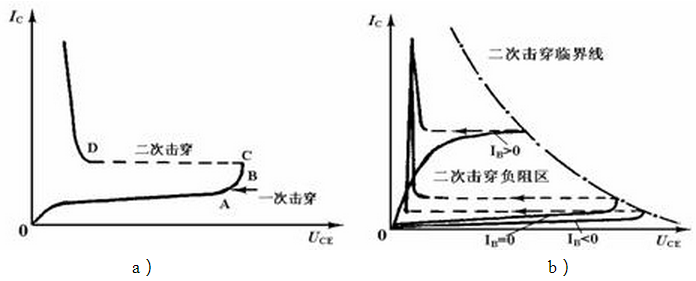 I_C
D
二次击穿
C
B
A
一次击穿
0
U_CE
a）
I_C
二次击穿临界线
I_B>0
二次击穿负阻区
I_B=0
I_B<0
0
U_CE
b）